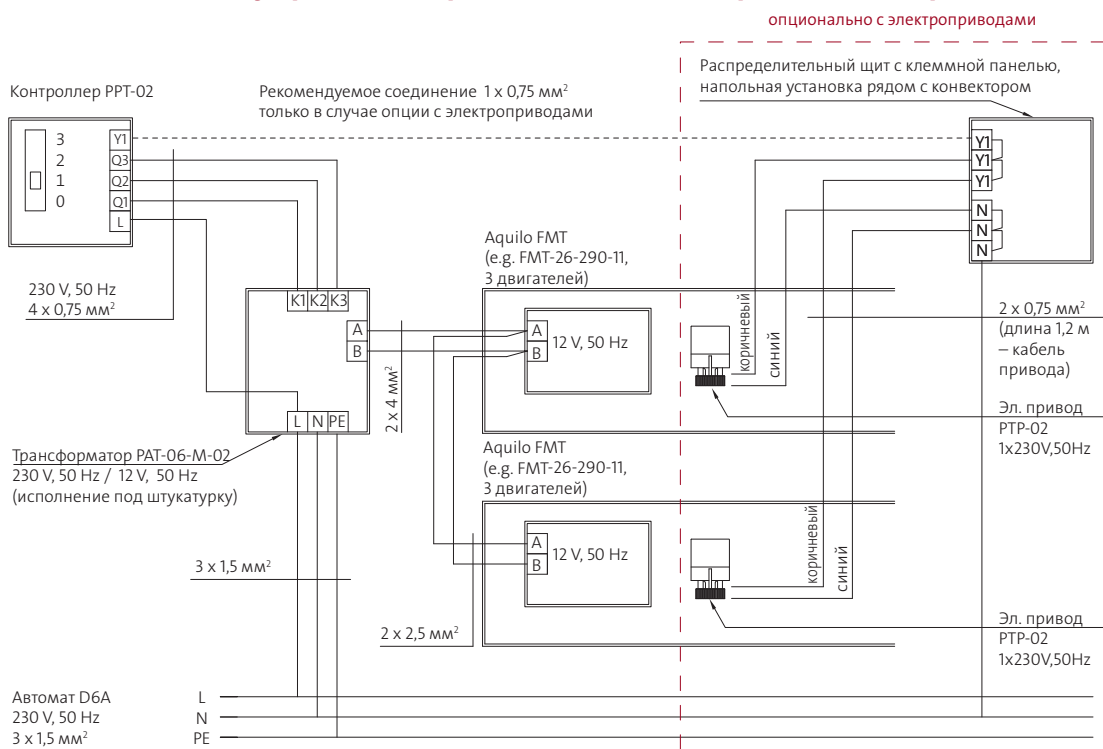 опционально с электроприводами
Распределительный щит с клеммной панелью,
напольная установка рядом с конвектором
Контроллер PPT-02
Рекомендуемое соединение 1 x 0,75 мм²
только в случае опции с электроприводами
3
2
1
0
Y1
Q3
Q2
Q1
L
Y1
Y1
Y1
N
N
N
Aquilo FMT
(e.g. FMT-26-290-11,
3 двигателей)
230 V, 50 Hz
4 x 0,75 мм²
K1 K2 K3
A
B
A
B
12 V, 50 Hz
коричневый
синий
2 x 0,75 мм²
(длина 1,2 м
– кабель
привода)
2 x 4 мм²
L N PE
Эл. привод
РТР-02
1x230V,50Hz
Трансформатор PAT-06-M-02
230 V, 50 Hz / 12 V, 50 Hz
(исполнение под штукатурку)
Aquilo FMT
(e.g. FMT-26-290-11,
3 двигателей)
A
B
12 V, 50 Hz
коричневый
синий
3 x 1,5 мм²
2 x 2,5 мм²
Эл. привод
РТР-02
1x230V,50Hz
Автомат D6A
230 V, 50 Hz
3 x 1,5 мм²
L
N
PE